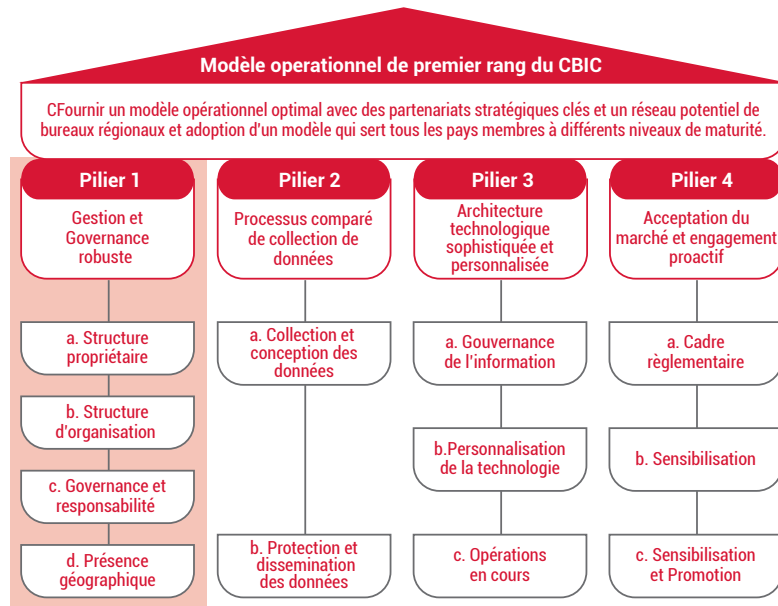 Modèle operationnel de premier rang du CBIC
CFournir un modèle opérationnel optimal avec des partenariats stratégiques clés et un réseau potentiel de
bureaux régionaux et adoption d'un modèle qui sert tous les pays membres à différents niveaux de maturité.
Pilier 1
Gestion et
Governance
robuste
a. Structure
propriétaire
b. Structure
d'organisation
c. Governance et
responsabilité
d. Présence
géographique
Pilier 2
Processus comparé
de collection de
données
a. Collection et
conception des
données
b. Protection et
dissemination
des données
Pilier 3
Architecture
technologique
sophistiquée et
personnalisée
a. Gouvernance
de l'information
b.Personnalisation
de la technologie
c. Opérations
en cours
Pilier 4
Acceptation du
marché et engagement
proactif
a. Cadre
règlementaire
b. Sensibilisation
c. Sensibilisation
et Promotion